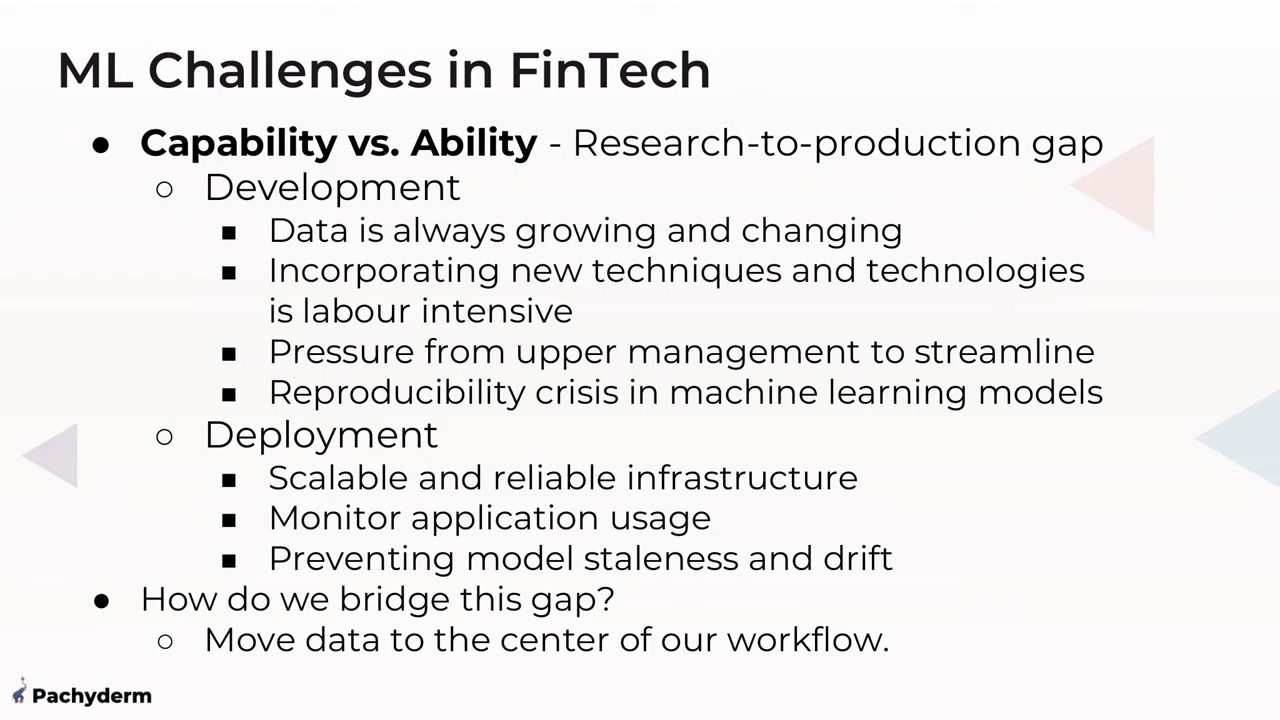 ML Challenges in FinTech
● Capability vs. Ability - Research-to-production gap
○ Development
■ Data is always growing and changing
■ Incorporating new techniques and technologies
is labour intensive
■ Pressure from upper management to streamline
■ Reproducibility crisis in machine learning models
○ Deployment
■ Scalable and reliable infrastructure
■ Monitor application usage
■ Preventing model staleness and drift
● How do we bridge this gap?
○ Move data to the center of our workflow.
Pachyderm